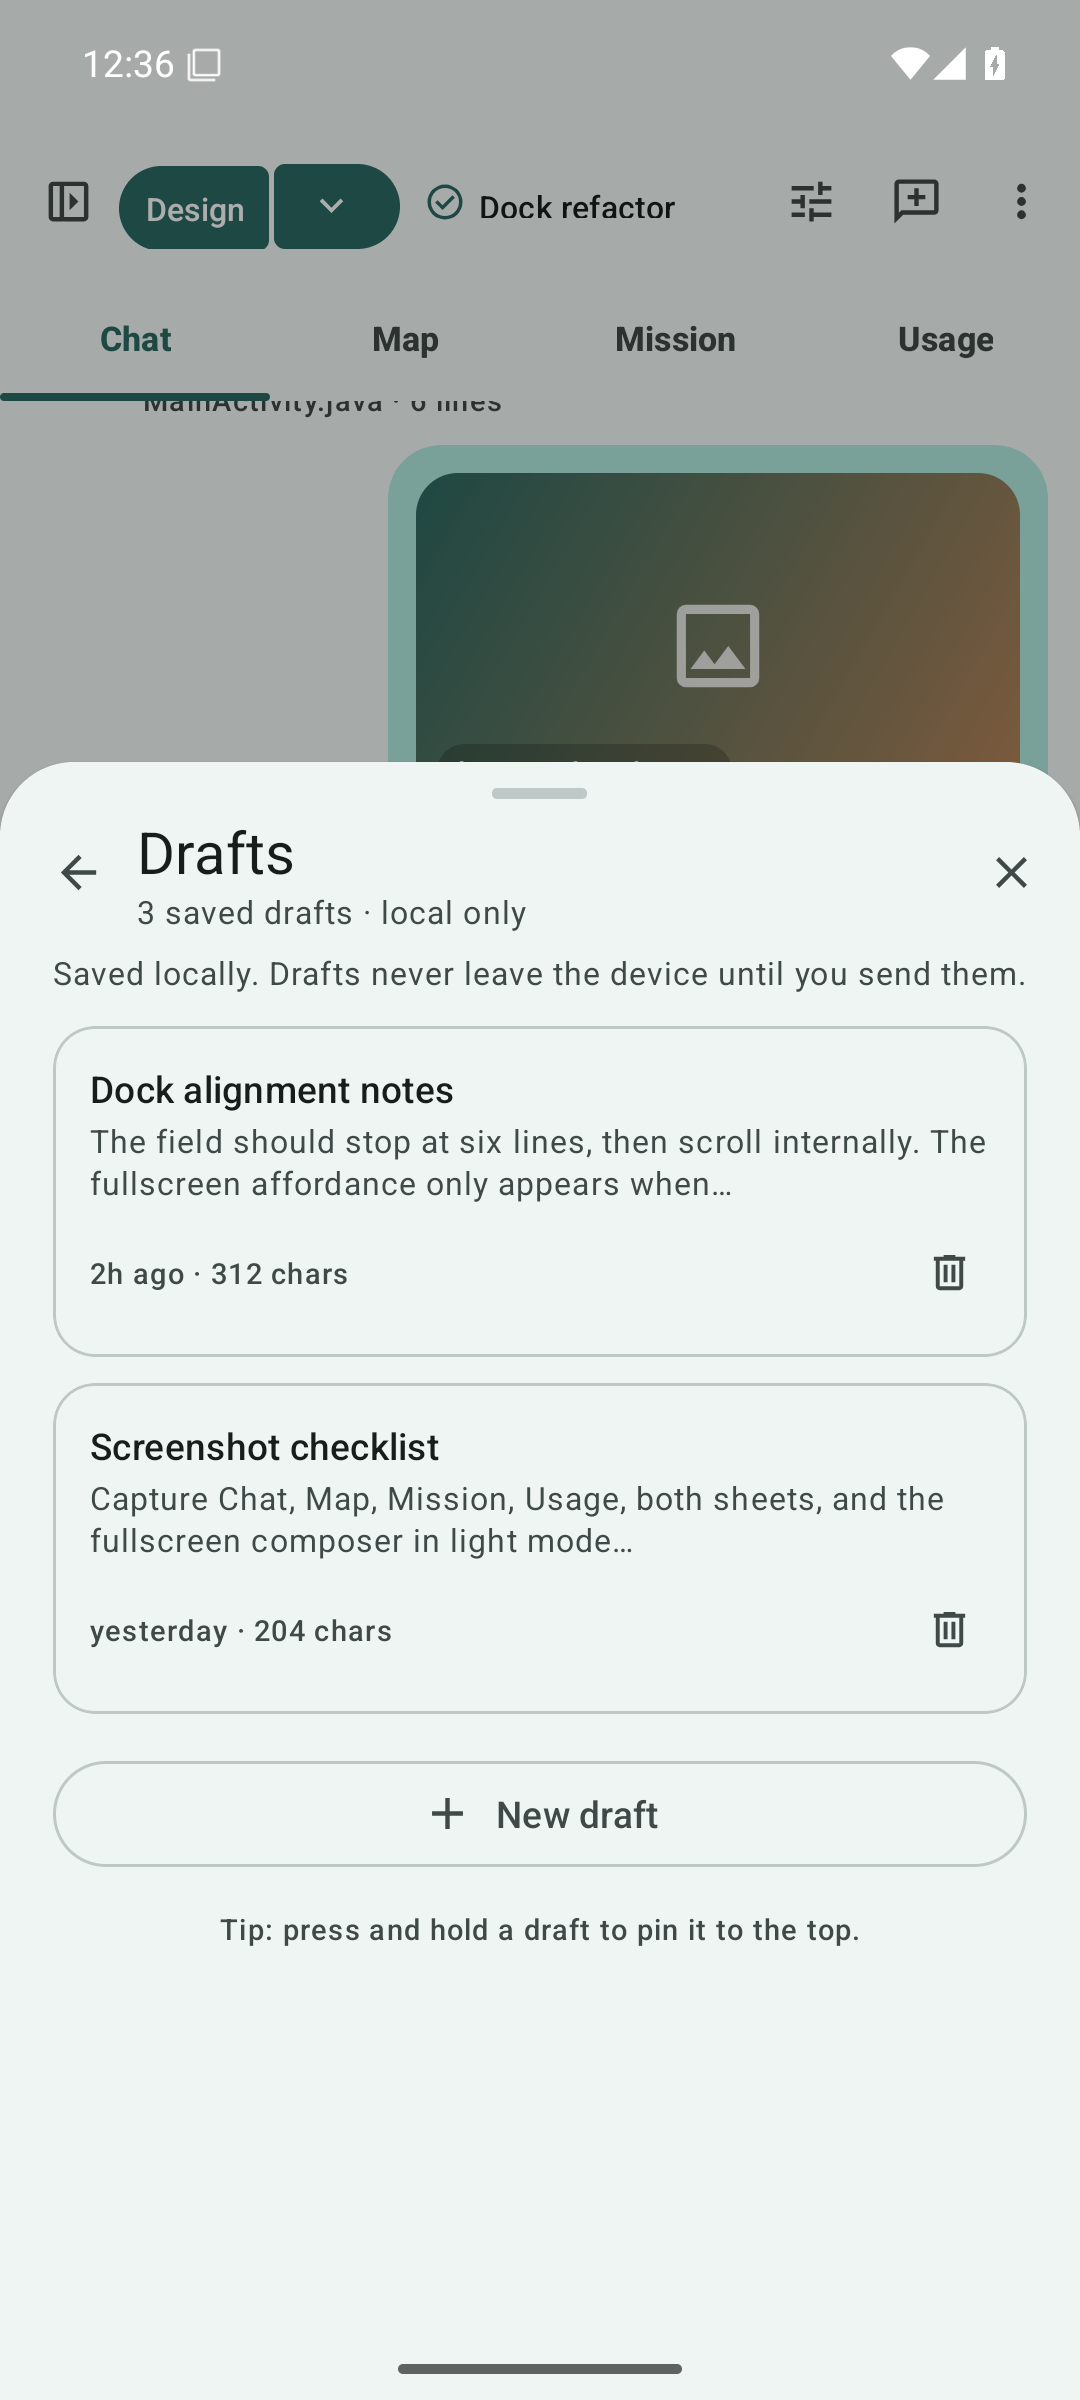 12:36
Design
Dock refactor
Chat
Map
Mission
Usage
MainActivity.java · 6 lines
Drafts
3 saved drafts · local only
Saved locally. Drafts never leave the device until you send them.
Dock alignment notes
The field should stop at six lines, then scroll internally. The
fullscreen affordance only appears when…
2h ago · 312 chars
Screenshot checklist
Capture Chat, Map, Mission, Usage, both sheets, and the
fullscreen composer in light mode…
yesterday · 204 chars
New draft
Tip: press and hold a draft to pin it to the top.